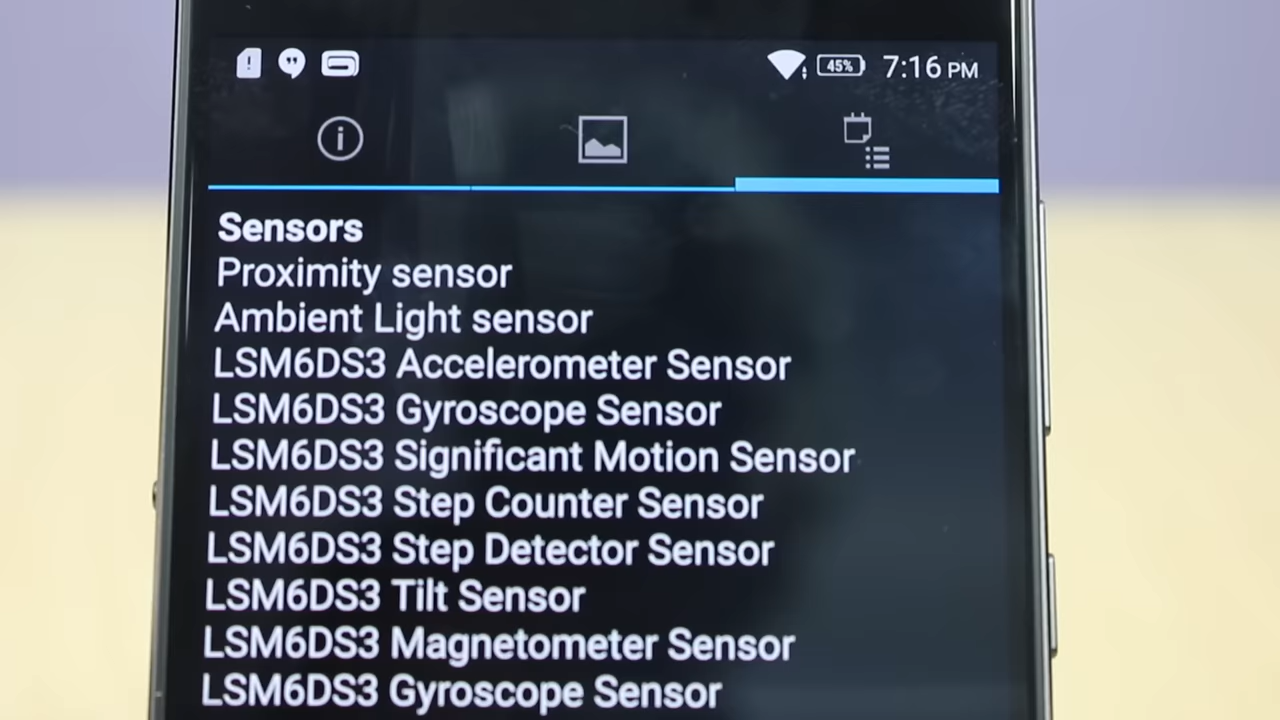 45% 7:16 PM
Sensors
Proximity sensor
Ambient Light sensor
LSM6DS3 Accelerometer Sensor
LSM6DS3 Gyroscope Sensor
LSM6DS3 Significant Motion Sensor
LSM6DS3 Step Counter Sensor
LSM6DS3 Step Detector Sensor
LSM6DS3 Tilt Sensor
LSM6DS3 Magnetometer Sensor
LSM6DS3 Gyroscope Sensor